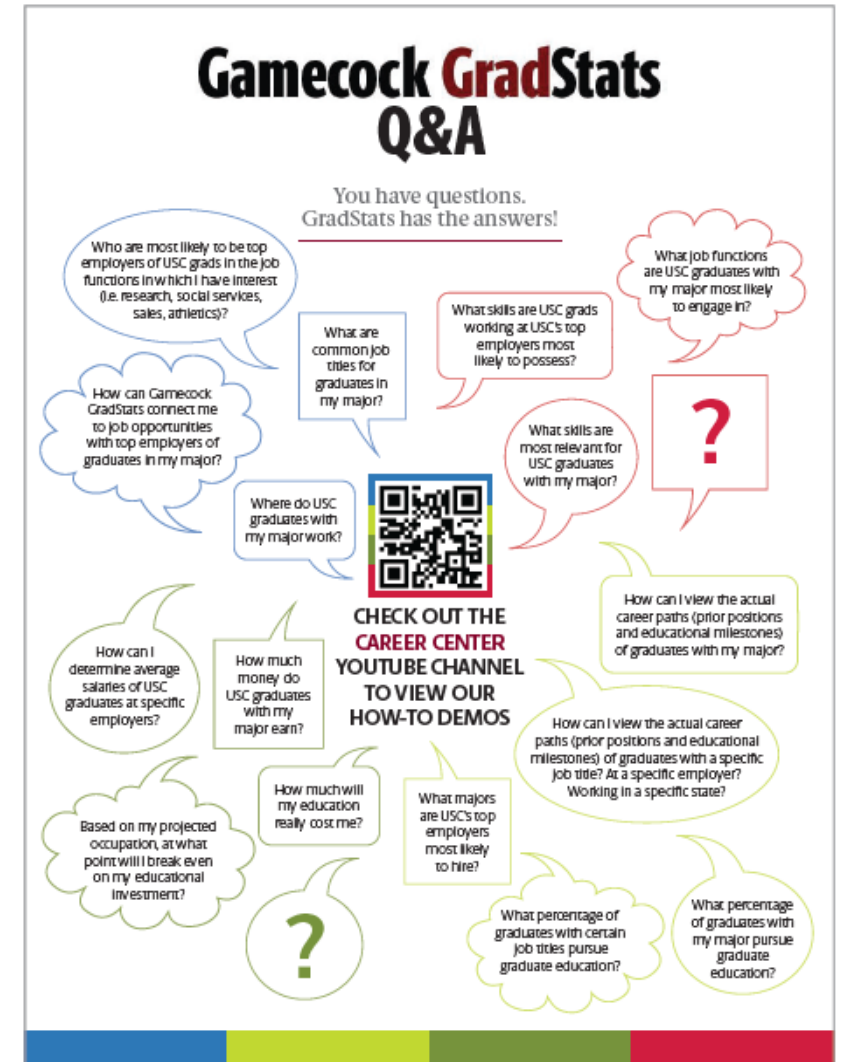 Gamecock GradStats
Q&A
You have questions.
GradStats has the answers!
Who are most likely to be top
employers of USC grads in the job
functions in which I have interest
(i.e. research, social services,
sales, athletics)?
What are
common job
titles for
graduates in
my major?
What skills are USC grads
working at USC's top
employers most
likely to possess?
What job functions
are USC graduates with
my major most likely
to engage in?
How can Gamecock
GradStats connect me
to job opportunities
with top employers of
graduates in my major?
What skills are
most relevant for
USC graduates
with my major?
?
Where do USC
graduates with
my major work?
CHECK OUT THE
CAREER CENTER
YOUTUBE CHANNEL
TO VIEW OUR
HOW-TO DEMOS
How can I
determine average
salaries of USC
graduates at specific
employers?
How much
money do
USC graduates
with my
major earn?
How can I view the actual
career paths (prior positions
and educational milestones)
of graduates with my major?
How can I view the actual career
paths (prior positions and educational
milestones) of graduates with a specific
job title? At a specific employer?
Working in a specific state?
Based on my projected
occupation, at what
point will I break even
on my educational
investment?
How much will
my education
really cost me?
What majors
are USC's top
employers
most likely
to hire?
?
What percentage of
graduates with certain
job titles pursue
graduate education?
What percentage
of graduates with
my major pursue
graduate
education?